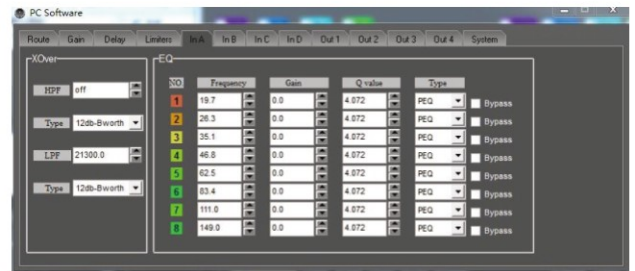 PC Software
Route Gain Delay Limiters In A In B In C In D Out 1 Out 2 Out 3 Out 4 System
XOver
HPF off
Type 12db-Bworth
LPF 21300.0
Type 12db-Bworth
EQ
NO. Frequency Gain Q value Type
1 19.7 0.0 4.072 PEQ Bypass
2 26.3 0.0 4.072 PEQ Bypass
3 35.1 0.0 4.072 PEQ Bypass
4 46.8 0.0 4.072 PEQ Bypass
5 62.5 0.0 4.072 PEQ Bypass
6 83.4 0.0 4.072 PEQ Bypass
7 111.0 0.0 4.072 PEQ Bypass
8 149.0 0.0 4.072 PEQ Bypass